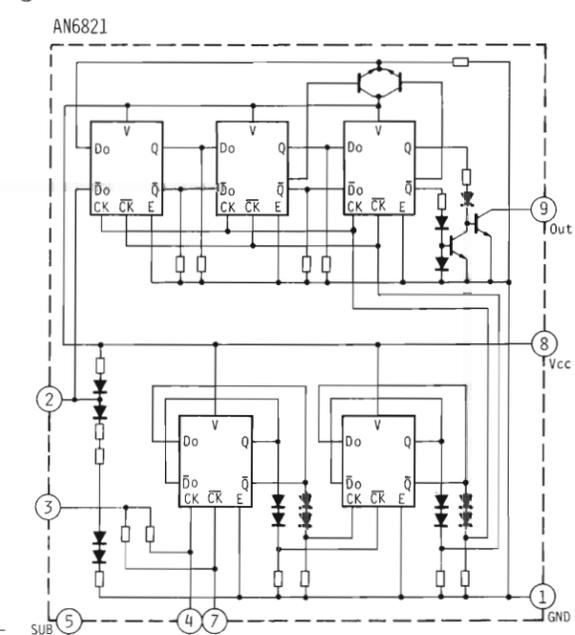 AN6821
V V V
Do Q Do Q Do Q
D̅o Q̅ D̅o Q̅ D̅o Q̅
CK C̅K̅ E CK C̅K̅ E CK C̅K̅ E
9
Out
8
Vcc
2
V V
Do Q Do Q
D̅o Q̅ D̅o Q̅
CK C̅K̅ E CK C̅K̅ E
3
1
GND
SUB 5 4 7